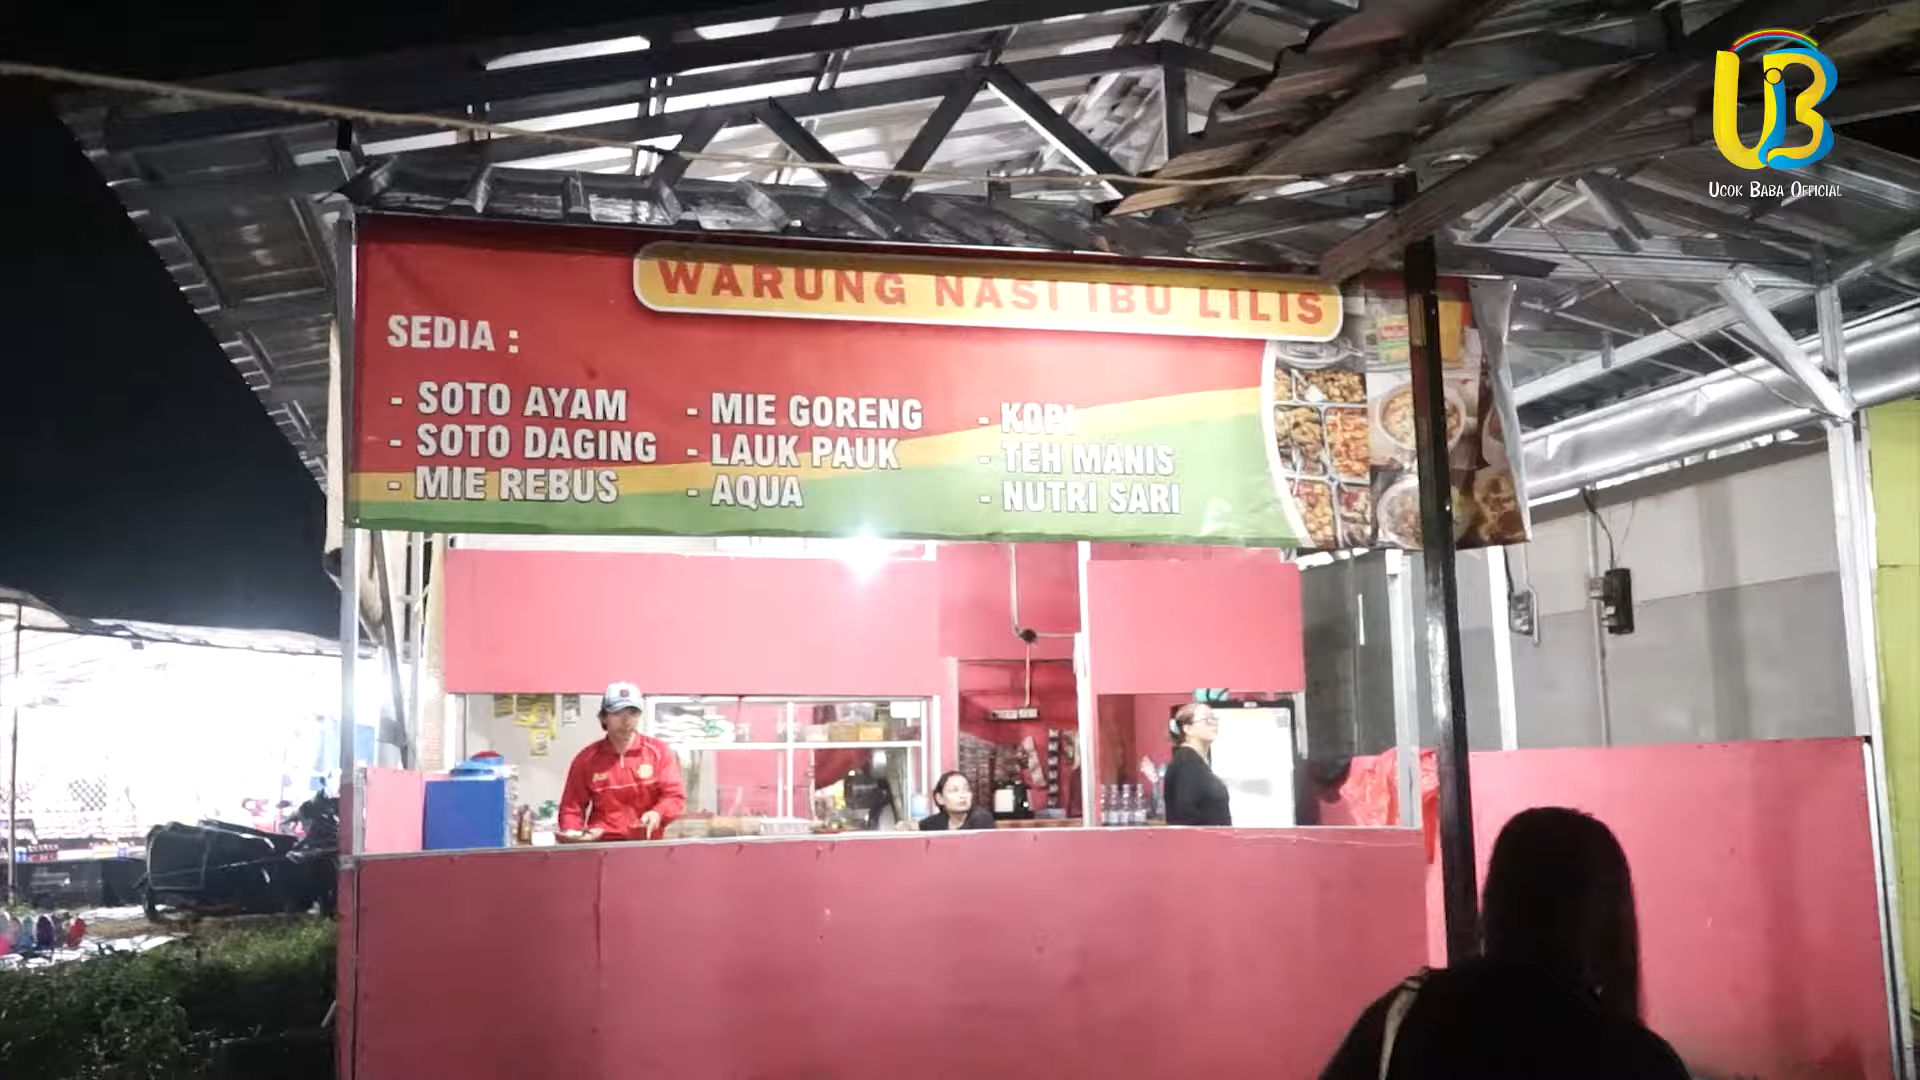 UB
UCOK BABA OFFICIAL
WARUNG NASI IBU LILIS
SEDIA :
- SOTO AYAM
- SOTO DAGING
- MIE REBUS
- MIE GORENG
- LAUK PAUK
- AQUA
- KOPI
- TEH MANIS
- NUTRI SARI